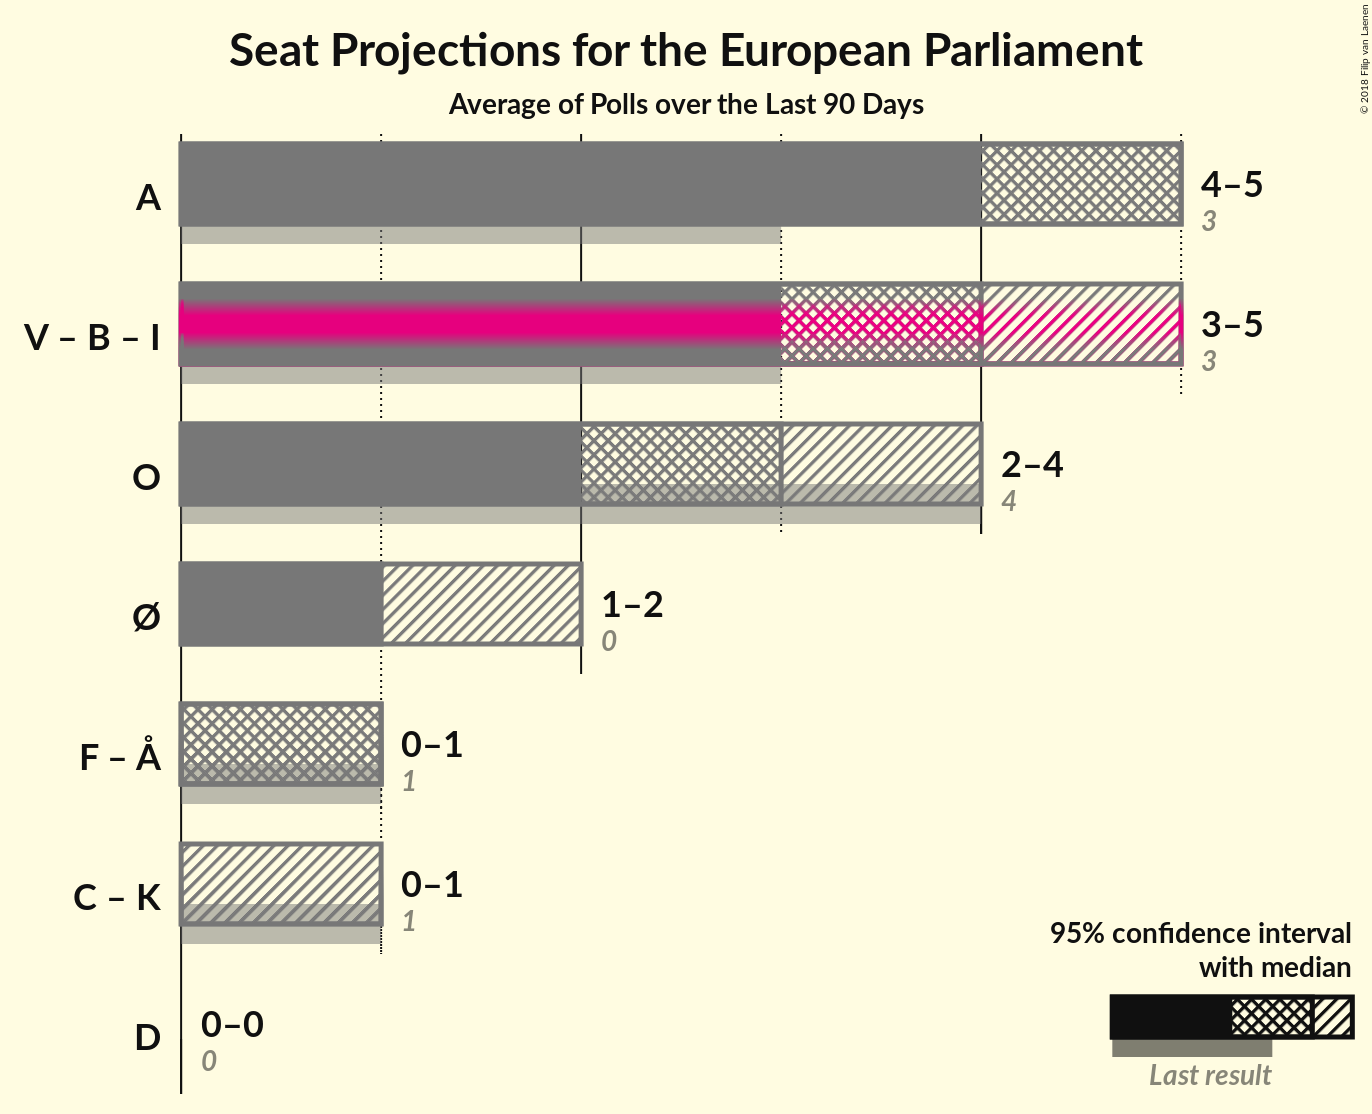 Seat Projections for the European Parliament
Average of Polls over the Last 90 Days
© 2018 Filip van Laenen
A
4–5
3
V – B – I
3–5
3
O
2–4
4
Ø
1–2
0
F – Å
0–1
1
C – K
0–1
1
D
0–0
0
95% confidence interval
with median
Last result